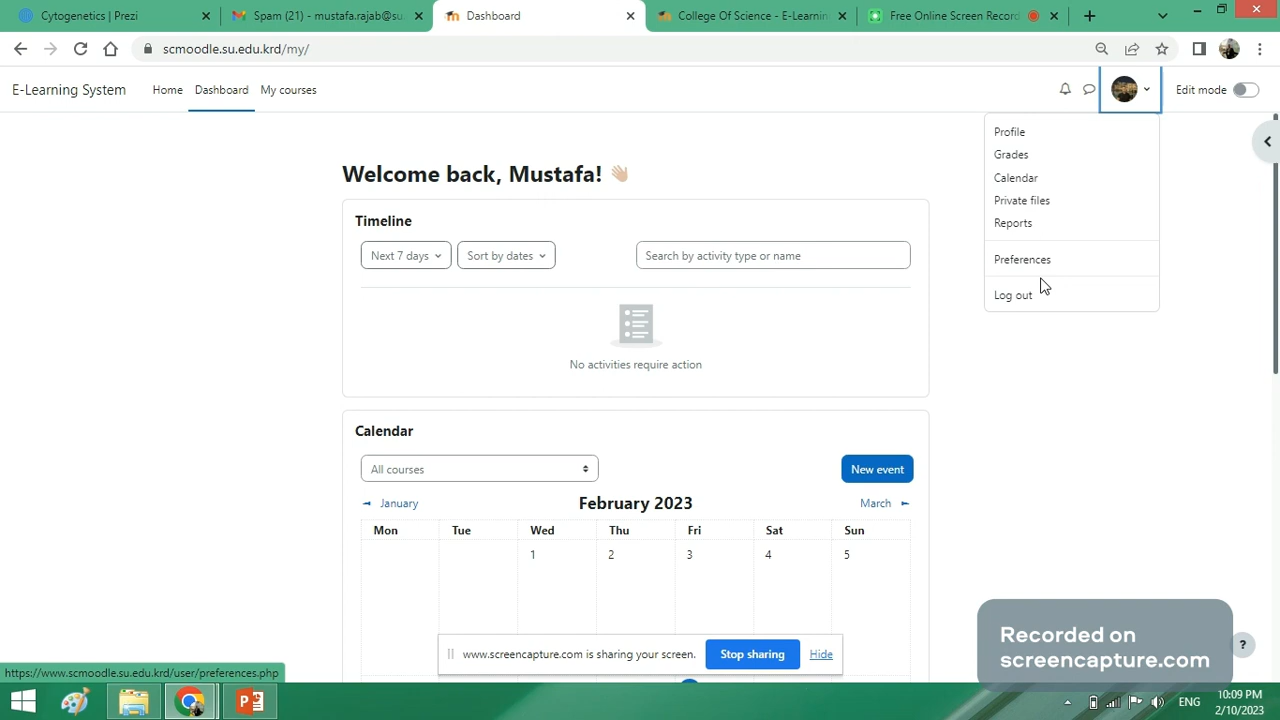 Cytogenetics | Prezi
Spam (21) - mustafa.rajab@su.
Dashboard
College Of Science - E-Learnin
Free Online Screen Record
scmoodle.su.edu.krd/my/
E-Learning System
Home
Dashboard
My courses
Edit mode
Profile
Grades
Calendar
Private files
Reports
Preferences
Log out
Welcome back, Mustafa! 👋🏼
Timeline
Next 7 days
Sort by dates
Search by activity type or name
No activities require action
Calendar
All courses
New event
◄ January
February 2023
March ►
Mon Tue Wed Thu Fri Sat Sun
1 2 3 4 5
www.screencapture.com is sharing your screen.
Stop sharing
Hide
Recorded on
screencapture.com
?
https://www.scmoodle.su.edu.krd/user/preferences.php
ENG
10:09 PM
2/10/2023